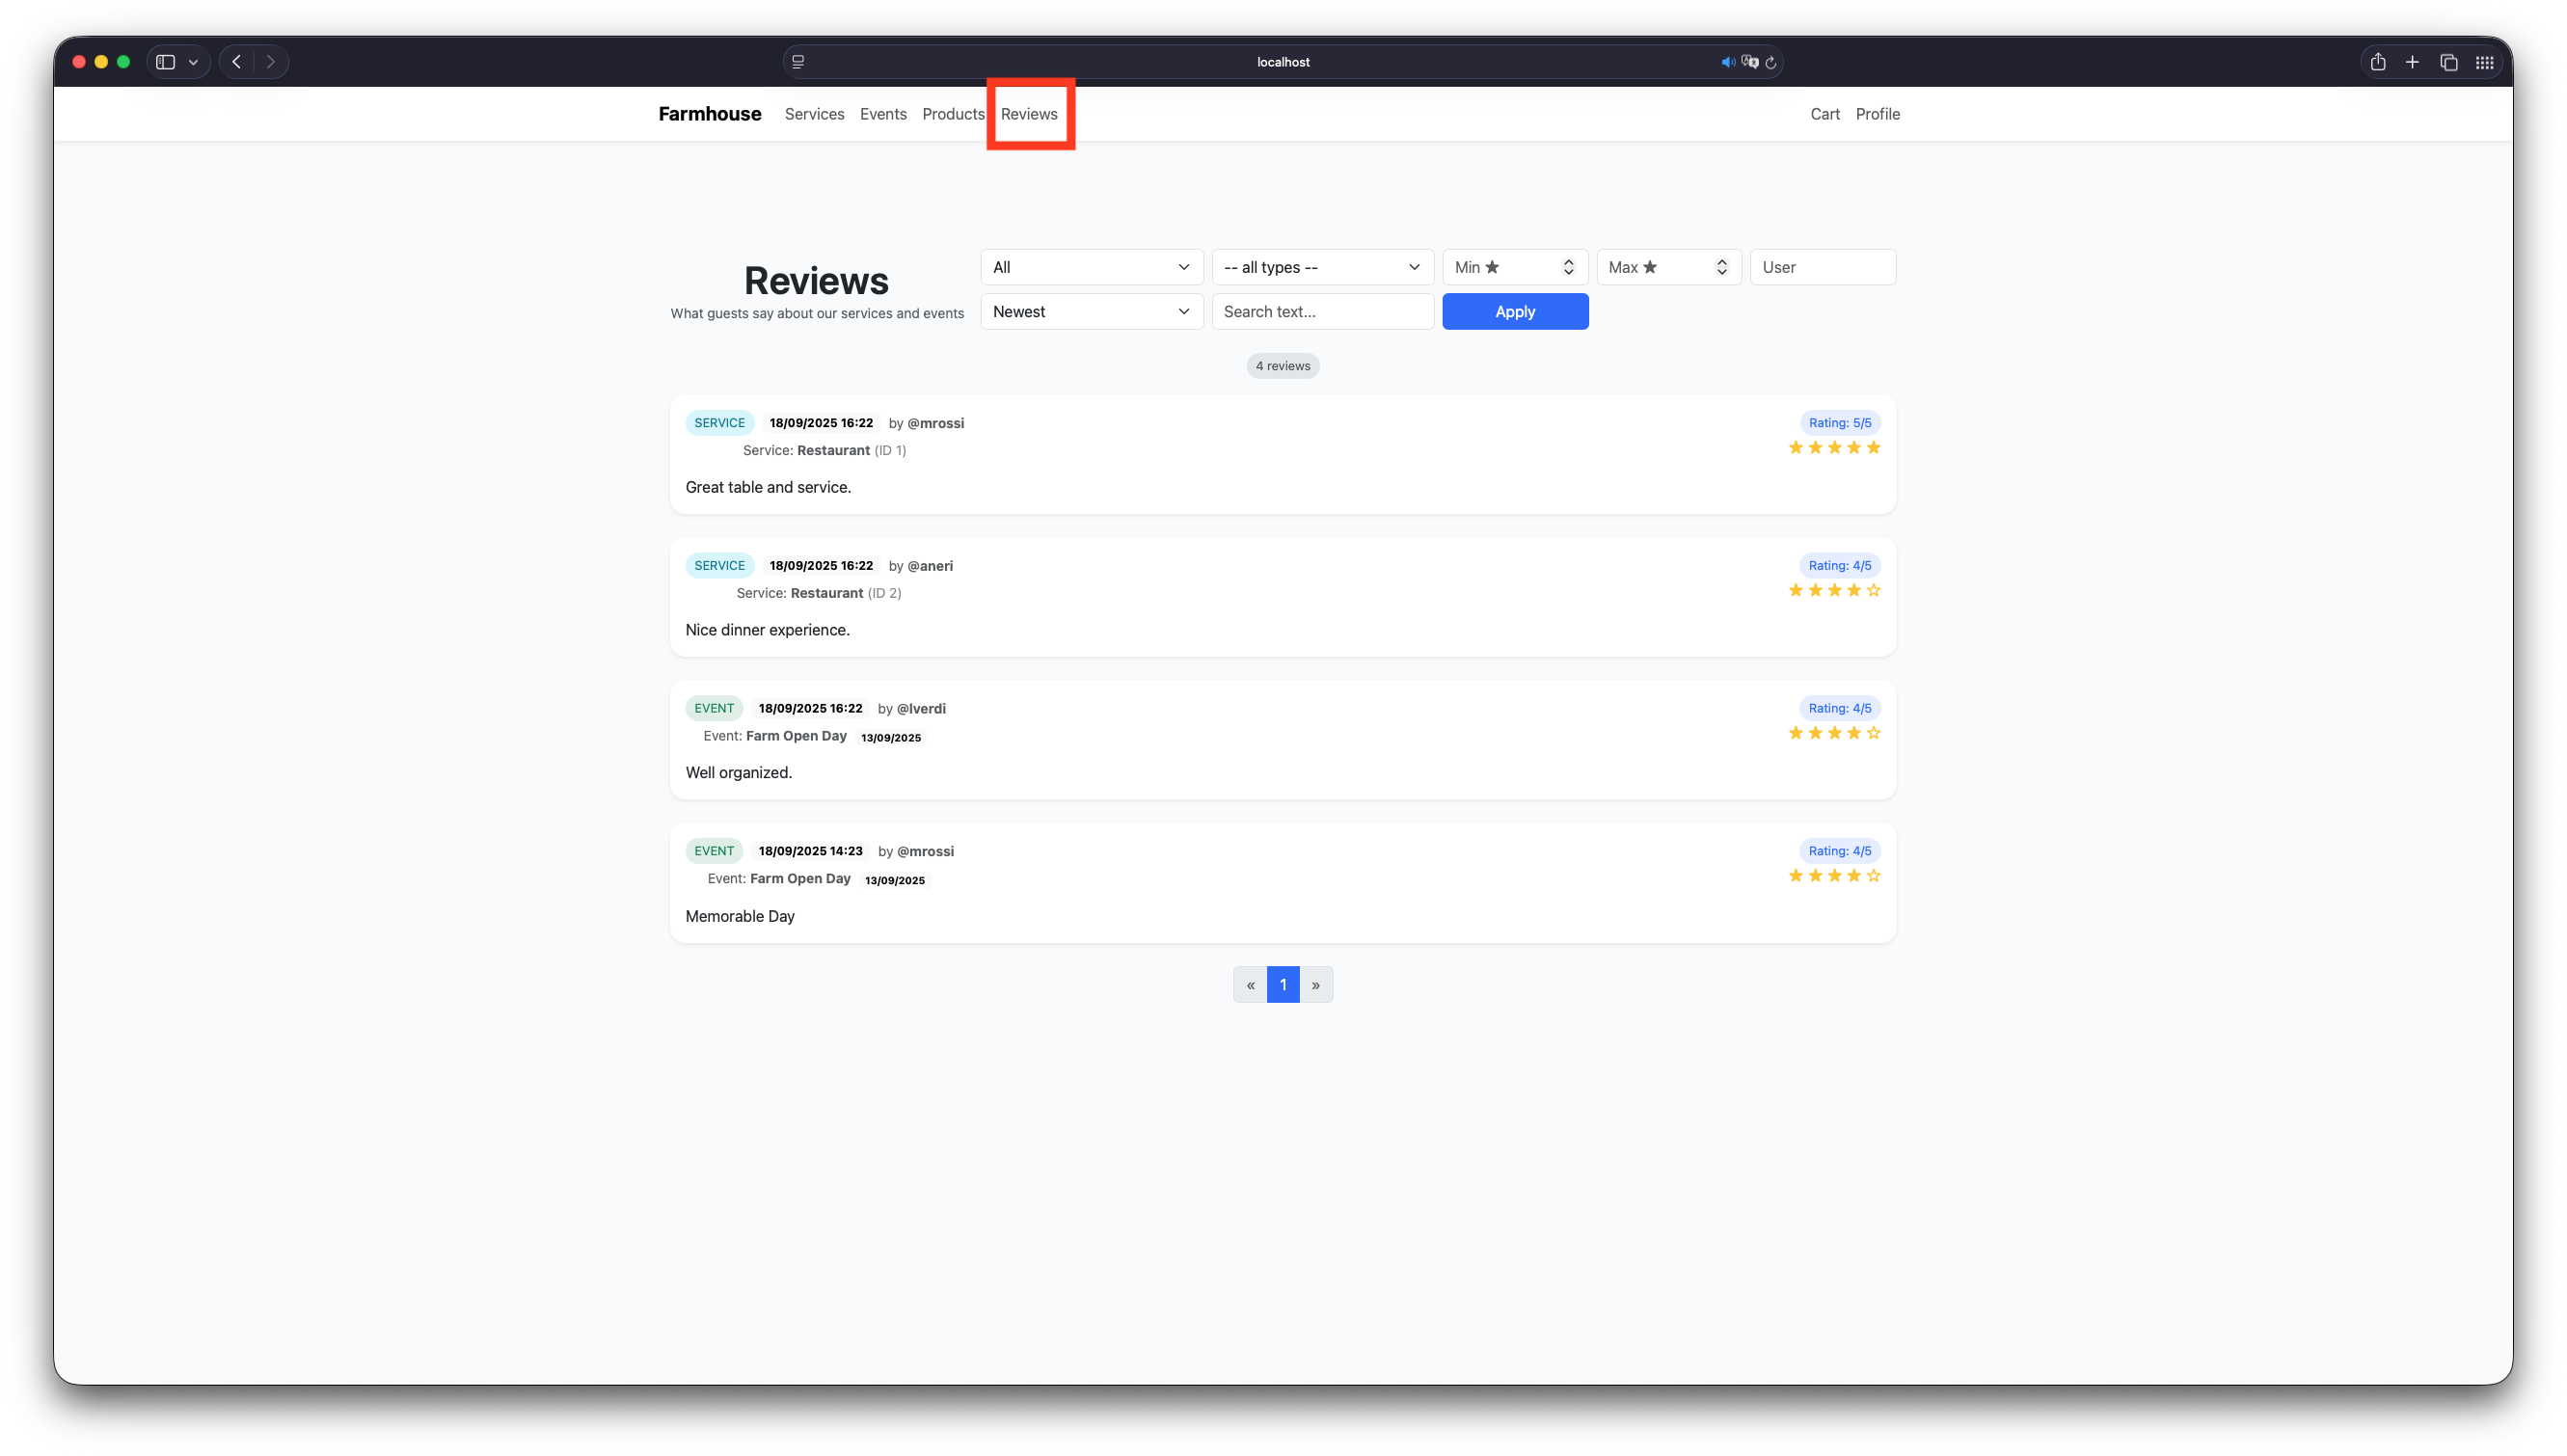 localhost
Farmhouse Services Events Products Reviews Cart Profile
Reviews
What guests say about our services and events
All -- all types -- Min ★ Max ★ User
Newest Search text... Apply
4 reviews
SERVICE 18/09/2025 16:22 by @mrossi Rating: 5/5
Service: Restaurant (ID 1)
Great table and service.
SERVICE 18/09/2025 16:22 by @aneri Rating: 4/5
Service: Restaurant (ID 2)
Nice dinner experience.
EVENT 18/09/2025 16:22 by @lverdi Rating: 4/5
Event: Farm Open Day 13/09/2025
Well organized.
EVENT 18/09/2025 14:23 by @mrossi Rating: 4/5
Event: Farm Open Day 13/09/2025
Memorable Day
« 1 »